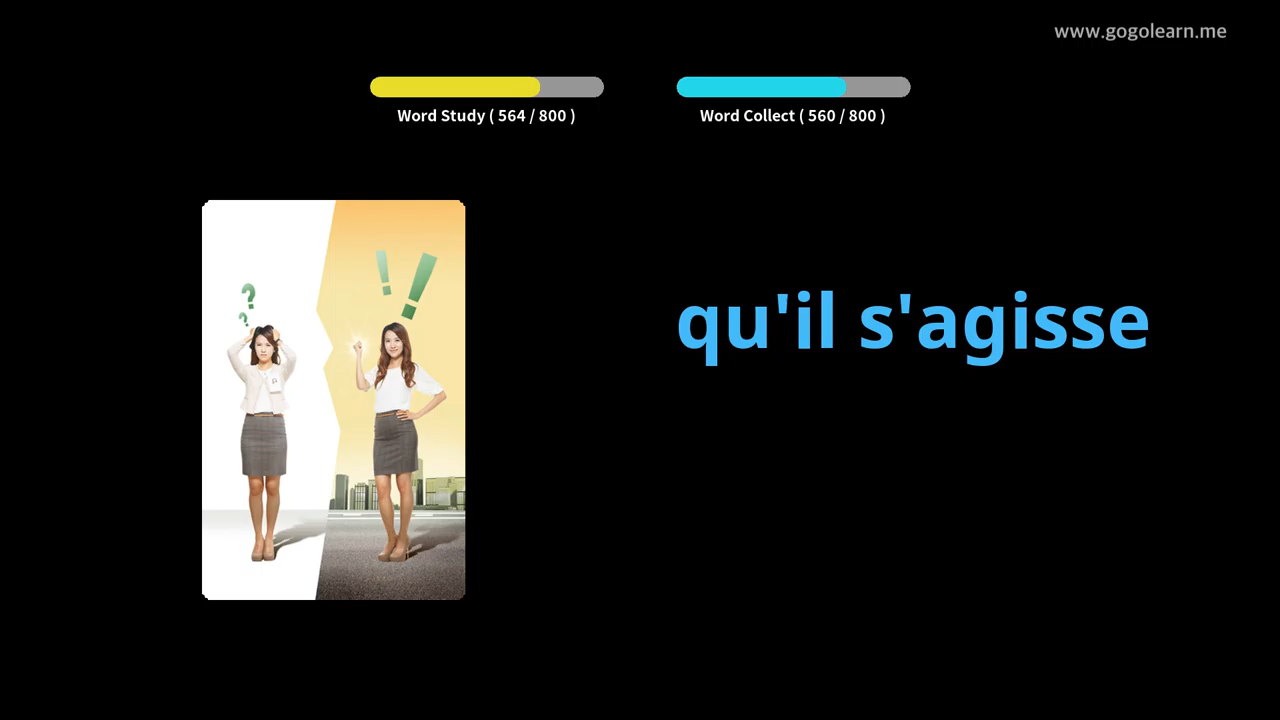 www.gogolearn.me
Word Study ( 564 / 800 )
Word Collect ( 560 / 800 )
? ?
! !
qu'il s'agisse